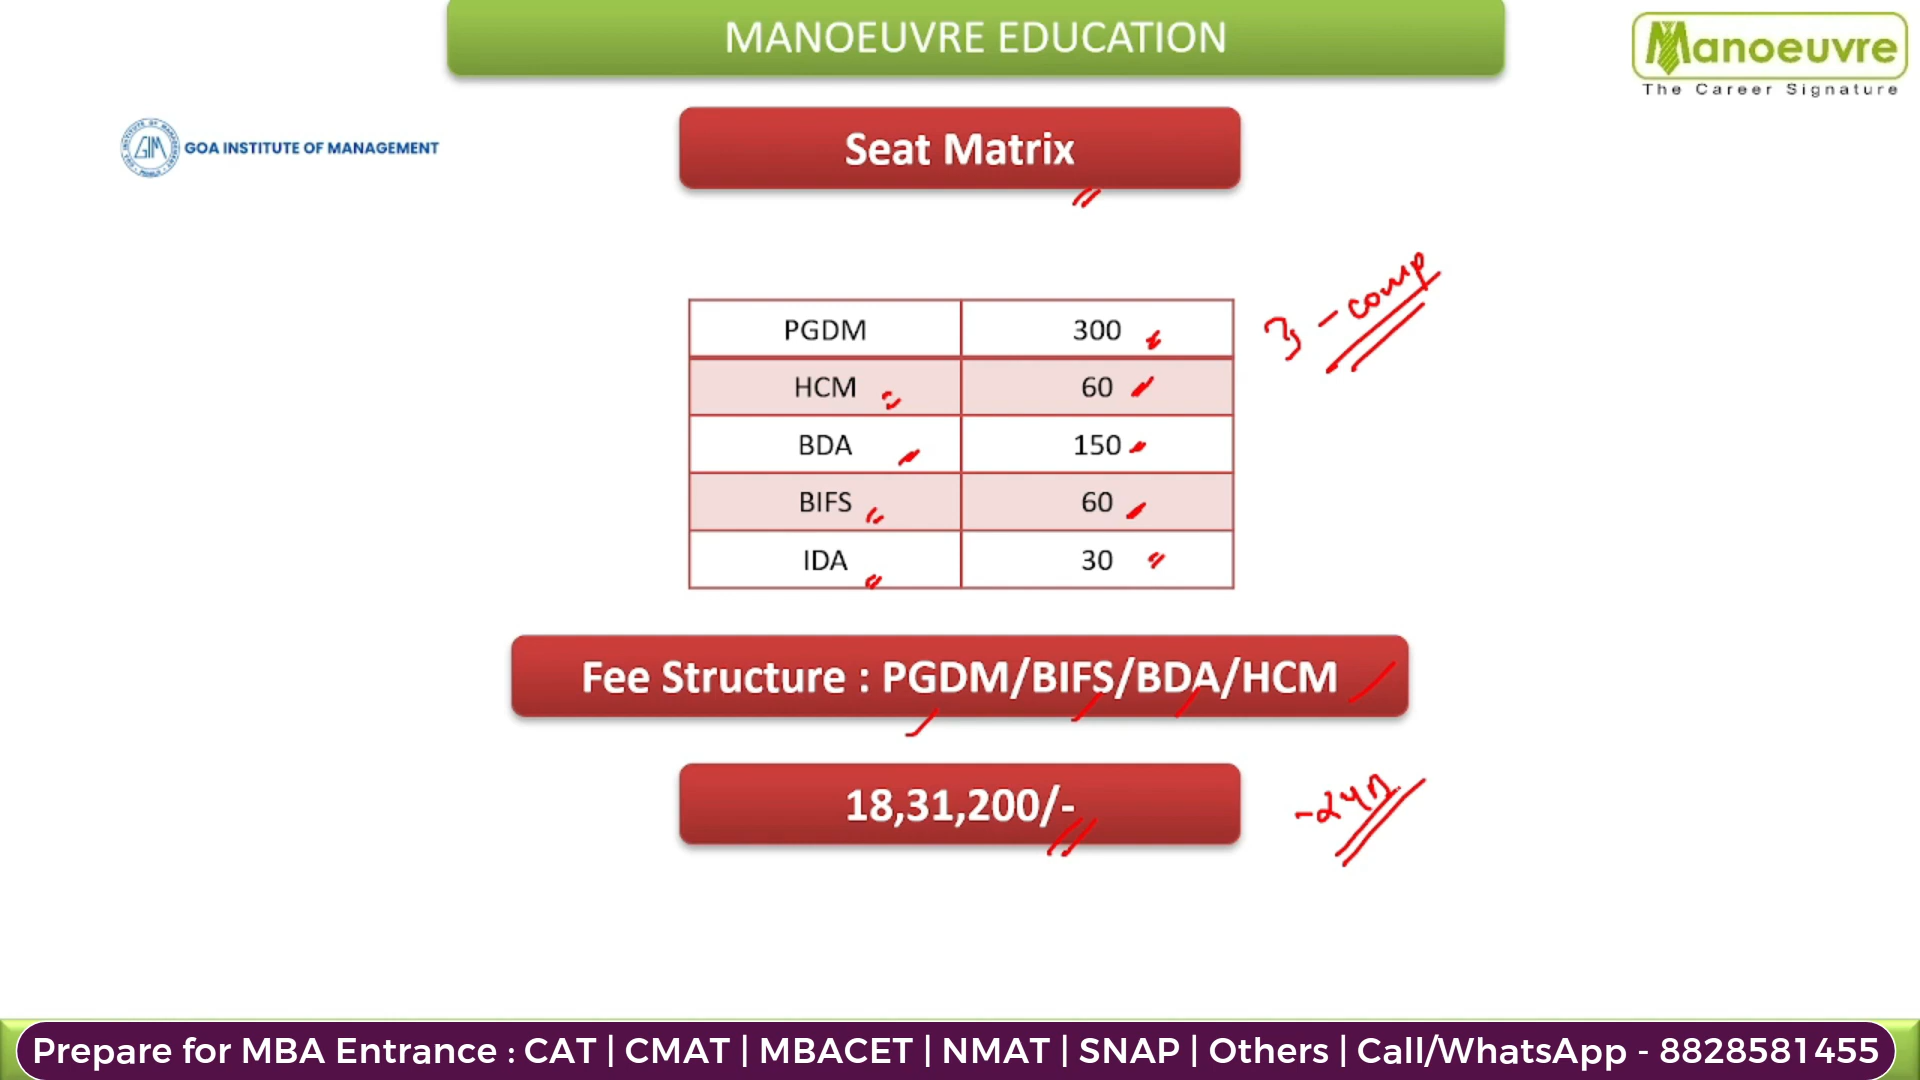 MANOEUVRE EDUCATION
Manoeuvre
The Career Signature
GOA INSTITUTE OF MANAGEMENT
GIM
Seat Matrix
3 - comp
PGDM 300
HCM 60
BDA 150
BIFS 60
IDA 30
Fee Structure : PGDM/BIFS/BDA/HCM
18,31,200/-
Prepare for MBA Entrance : CAT | CMAT | MBACET | NMAT | SNAP | Others | Call/WhatsApp - 8828581455